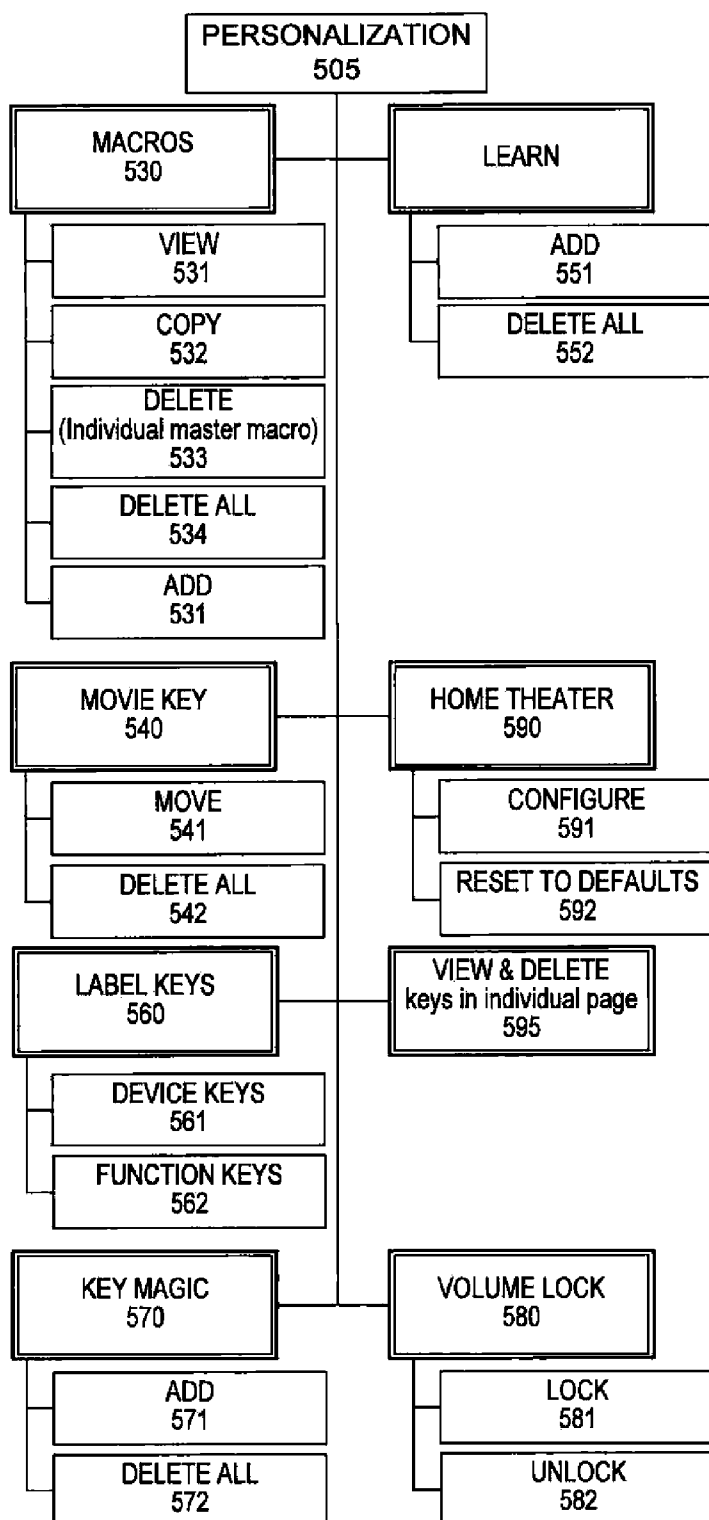 PERSONALIZATION
505
MACROS
530
VIEW
531
COPY
532
DELETE
(Individual master macro)
533
DELETE ALL
534
ADD
531
LEARN
ADD
551
DELETE ALL
552
MOVIE KEY
540
MOVE
541
DELETE ALL
542
HOME THEATER
590
CONFIGURE
591
RESET TO DEFAULTS
592
LABEL KEYS
560
DEVICE KEYS
561
FUNCTION KEYS
562
VIEW & DELETE
keys in individual page
595
KEY MAGIC
570
ADD
571
DELETE ALL
572
VOLUME LOCK
580
LOCK
581
UNLOCK
582